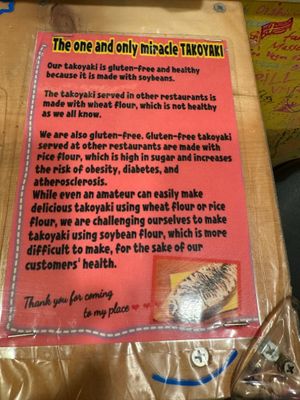 The one and only miracle TAKOYAKI
Our takoyaki is gluten-free and healthy
because it is made with soybeans.
The takoyaki served in other restaurants is
made with wheat flour, which is not healthy
as we all know.
We are also gluten-free. Gluten-free takoyaki
served at other restaurants are made with
rice flour, which is high in sugar and increases
the risk of obesity, diabetes, and
atherosclerosis.
While even an amateur can easily make
delicious takoyaki using wheat flour or rice
flour, we are challenging ourselves to make
takoyaki using soybean flour, which is more
difficult to make, for the sake of our
customers' health.
Thank you for coming
to my place ❤❤❤